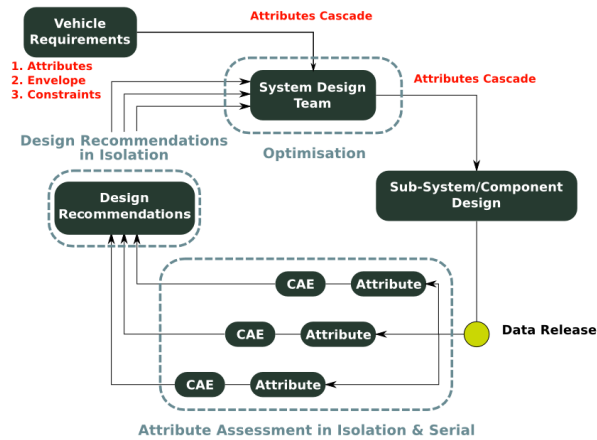 Vehicle
Requirements
Attributes Cascade
1. Attributes
2. Envelope
3. Constraints
System Design
Team
Attributes Cascade
Design Recommendations
in Isolation
Optimisation
Design
Recommendations
Sub-System/Component
Design
CAE
Attribute
CAE
Attribute
Data Release
CAE
Attribute
Attribute Assessment in Isolation & Serial